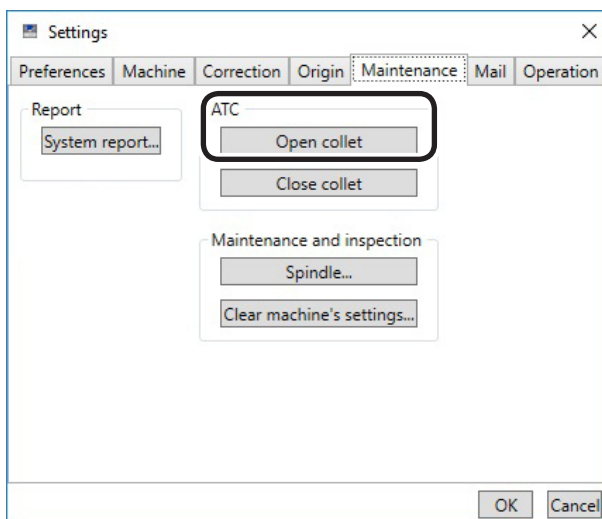 Settings
Preferences Machine Correction Origin Maintenance Mail Operation
Report
System report...
ATC
Open collet
Close collet
Maintenance and inspection
Spindle...
Clear machine's settings...
OK Cancel